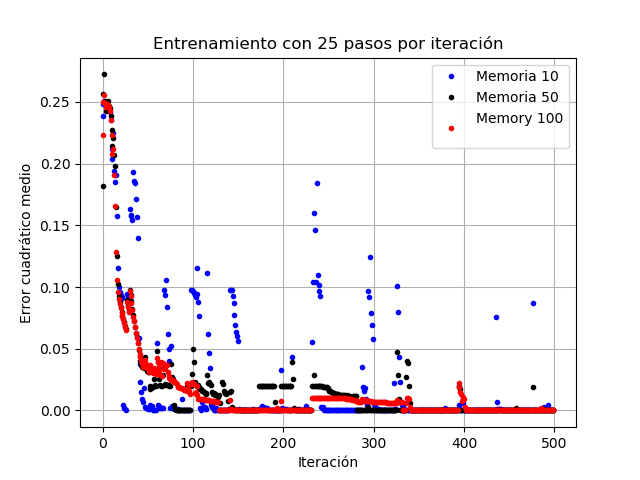 Entrenamiento con 25 pasos por iteración
Memoria 10
Memoria 50
Memory 100
Error cuadrático medio
0.25
0.20
0.15
0.10
0.05
0.00
0 100 200 300 400 500
Iteración